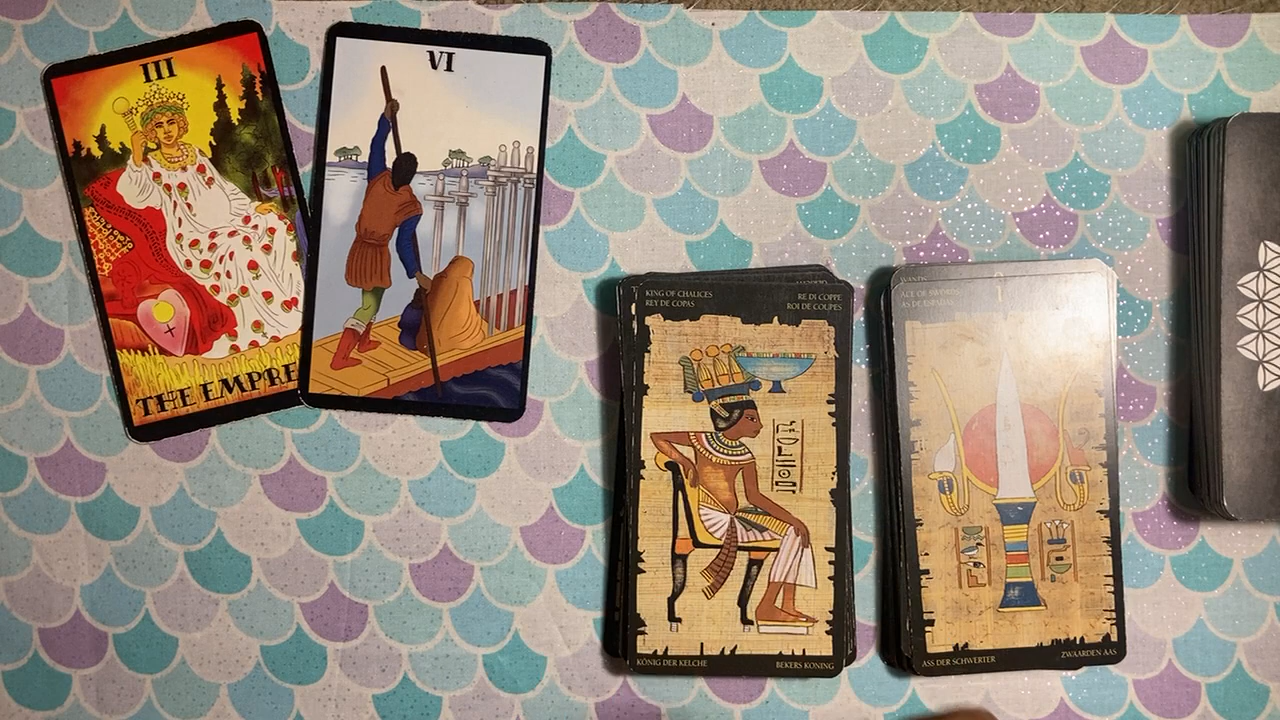 III
THE EMPRE
VI
KING OF CHALICES
REY DE COPAS
RE DI COPPE
ROI DE COUPES
KÖNIG DER KELCHE
BEKERS KONING
ACE OF SWORDS
AS DE ESPADAS
ASS DER SCHWERTER
ZWAARDEN AAS